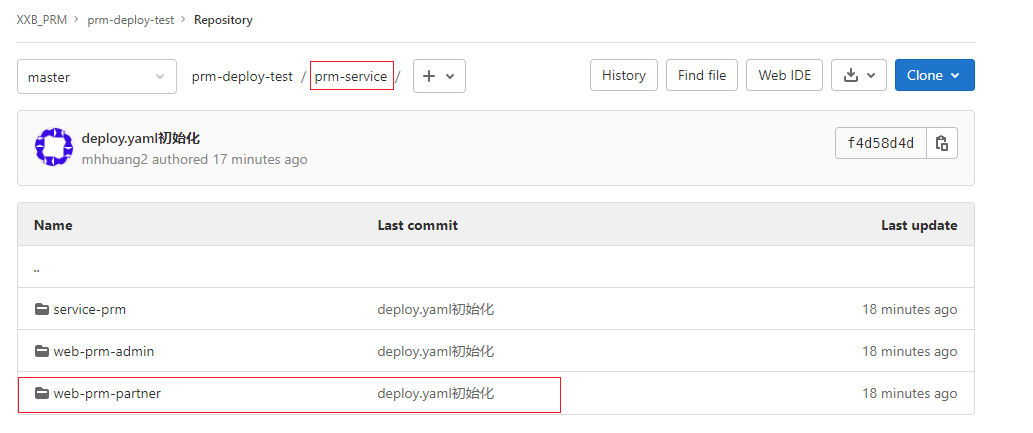 XXB_PRM > prm-deploy-test > Repository
master prm-deploy-test / prm-service / + History Find file Web IDE Clone
deploy.yaml初始化
mhhuang2 authored 17 minutes ago f4d58d4d
Name Last commit Last update
..
service-prm deploy.yaml初始化 18 minutes ago
web-prm-admin deploy.yaml初始化 18 minutes ago
web-prm-partner deploy.yaml初始化 18 minutes ago